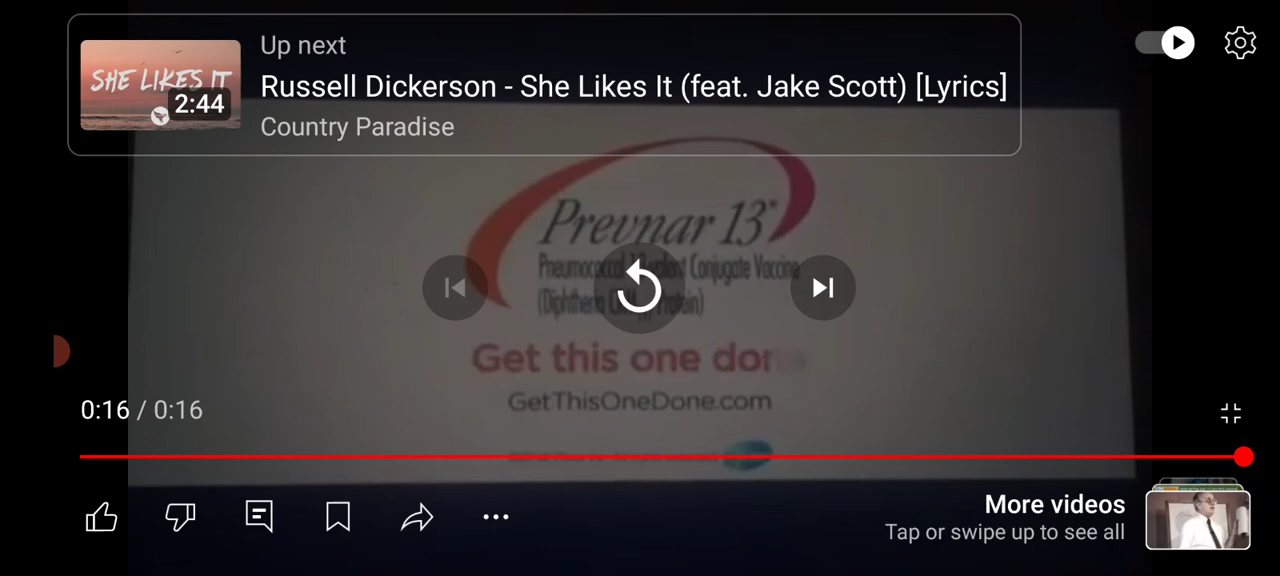 Up next
SHE LIKES IT
2:44
Russell Dickerson - She Likes It (feat. Jake Scott) [Lyrics]
Country Paradise
Prevnar 13®
Conjugate Vaccine
(Diphtheria
Protein)
Get this one don
GetThisOneDone.com
0:16 / 0:16
More videos
Tap or swipe up to see all